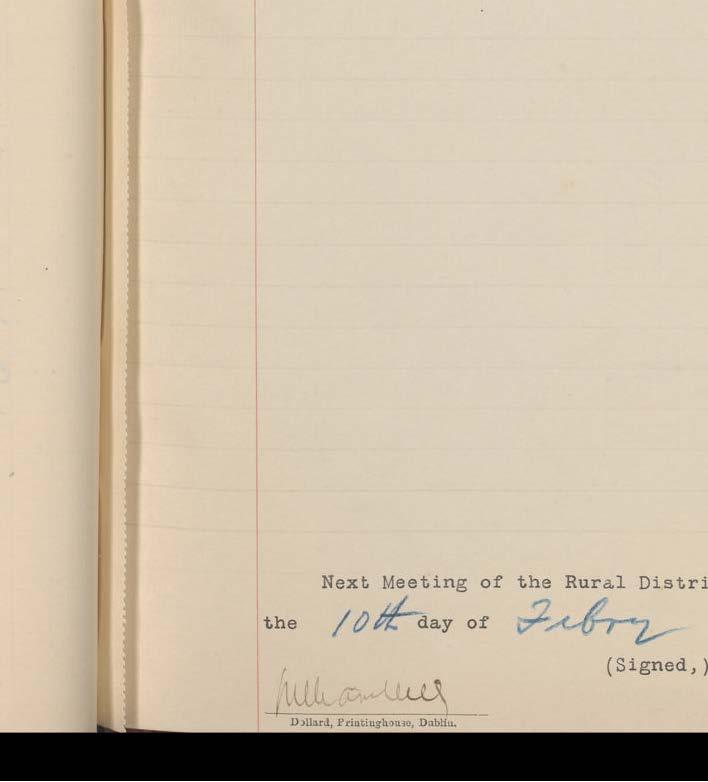 Next Meeting of the Rural Distri
the 10th day of Febry
(Signed,)
Dollard, Printinghouse, Dublin.